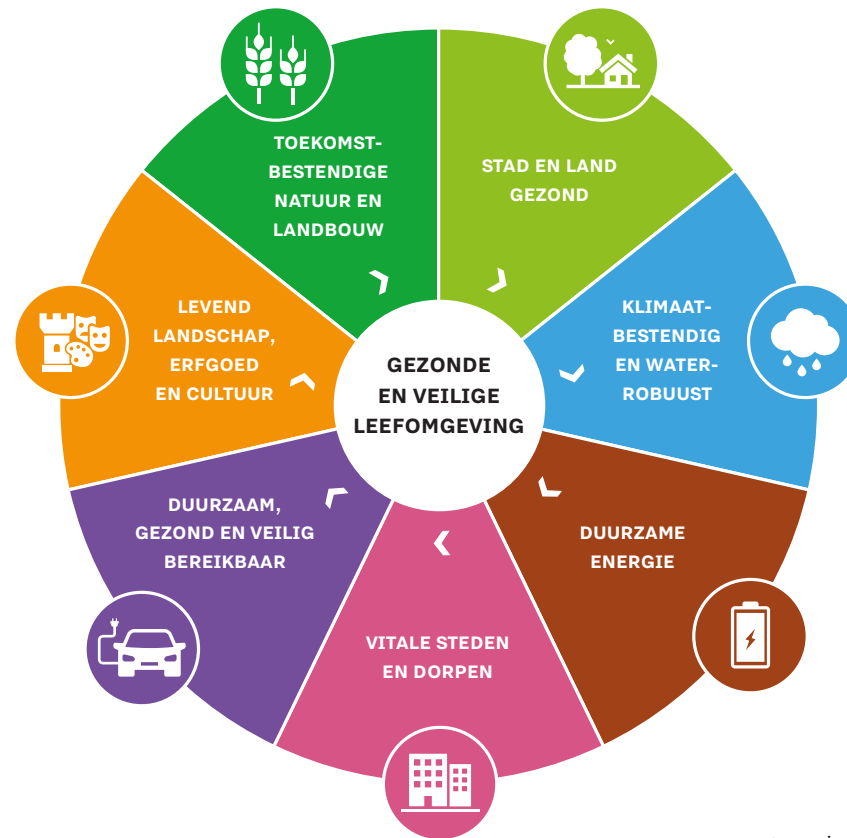 TOEKOMST-
BESTENDIGE
NATUUR EN
LANDBOUW
STAD EN LAND
GEZOND
KLIMAAT-
BESTENDIG
EN WATER-
ROBUUST
DUURZAME
ENERGIE
VITALE STEDEN
EN DORPEN
DUURZAAM,
GEZOND EN VEILIG
BEREIKBAAR
LEVEND
LANDSCHAP,
ERFGOED
EN CULTUUR
GEZONDE
EN VEILIGE
LEEFOMGEVING